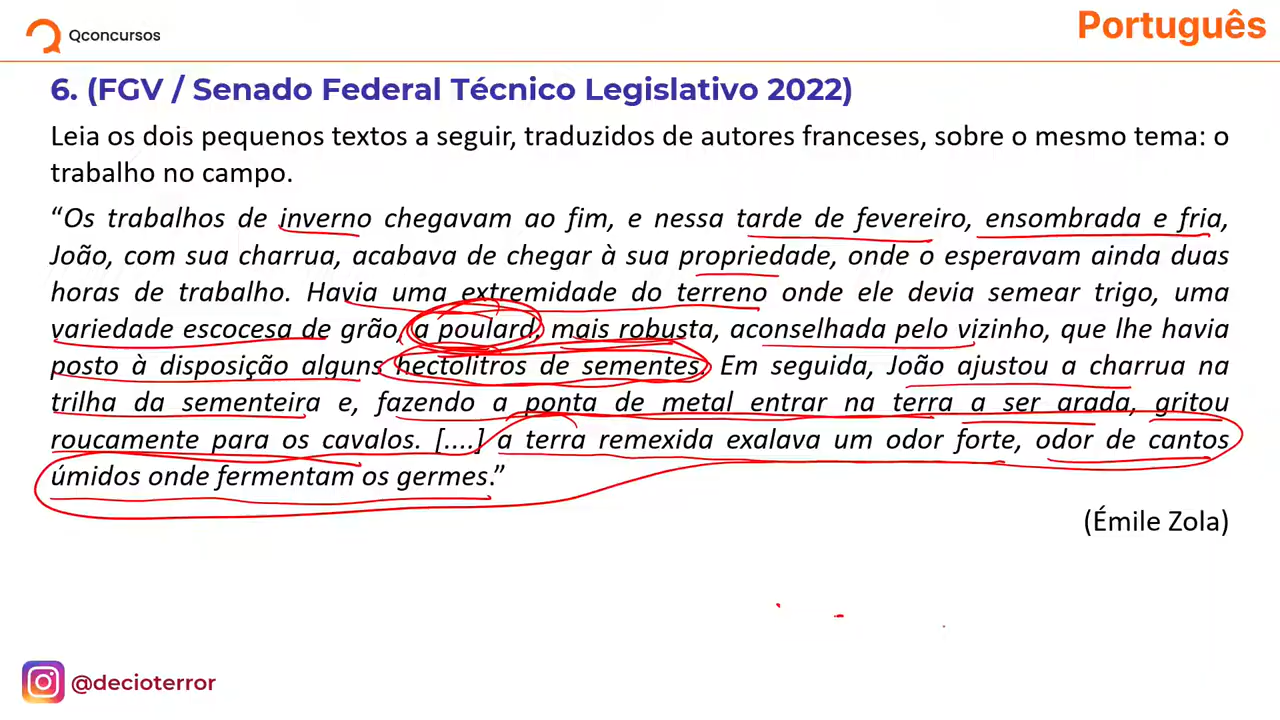 Qconcursos
Português
6. (FGV / Senado Federal Técnico Legislativo 2022)
Leia os dois pequenos textos a seguir, traduzidos de autores franceses, sobre o mesmo tema: o
trabalho no campo.
“Os trabalhos de inverno chegavam ao fim, e nessa tarde de fevereiro, ensombrada e fria,
João, com sua charrua, acabava de chegar à sua propriedade, onde o esperavam ainda duas
horas de trabalho. Havia uma extremidade do terreno onde ele devia semear trigo, uma
variedade escocesa de grão, a poulard, mais robusta, aconselhada pelo vizinho, que lhe havia
posto à disposição alguns hectolitros de sementes. Em seguida, João ajustou a charrua na
trilha da sementeira e, fazendo a ponta de metal entrar na terra a ser arada, gritou
roucamente para os cavalos. [....] a terra remexida exalava um odor forte, odor de cantos
úmidos onde fermentam os germes.”
(Émile Zola)
@decioterror